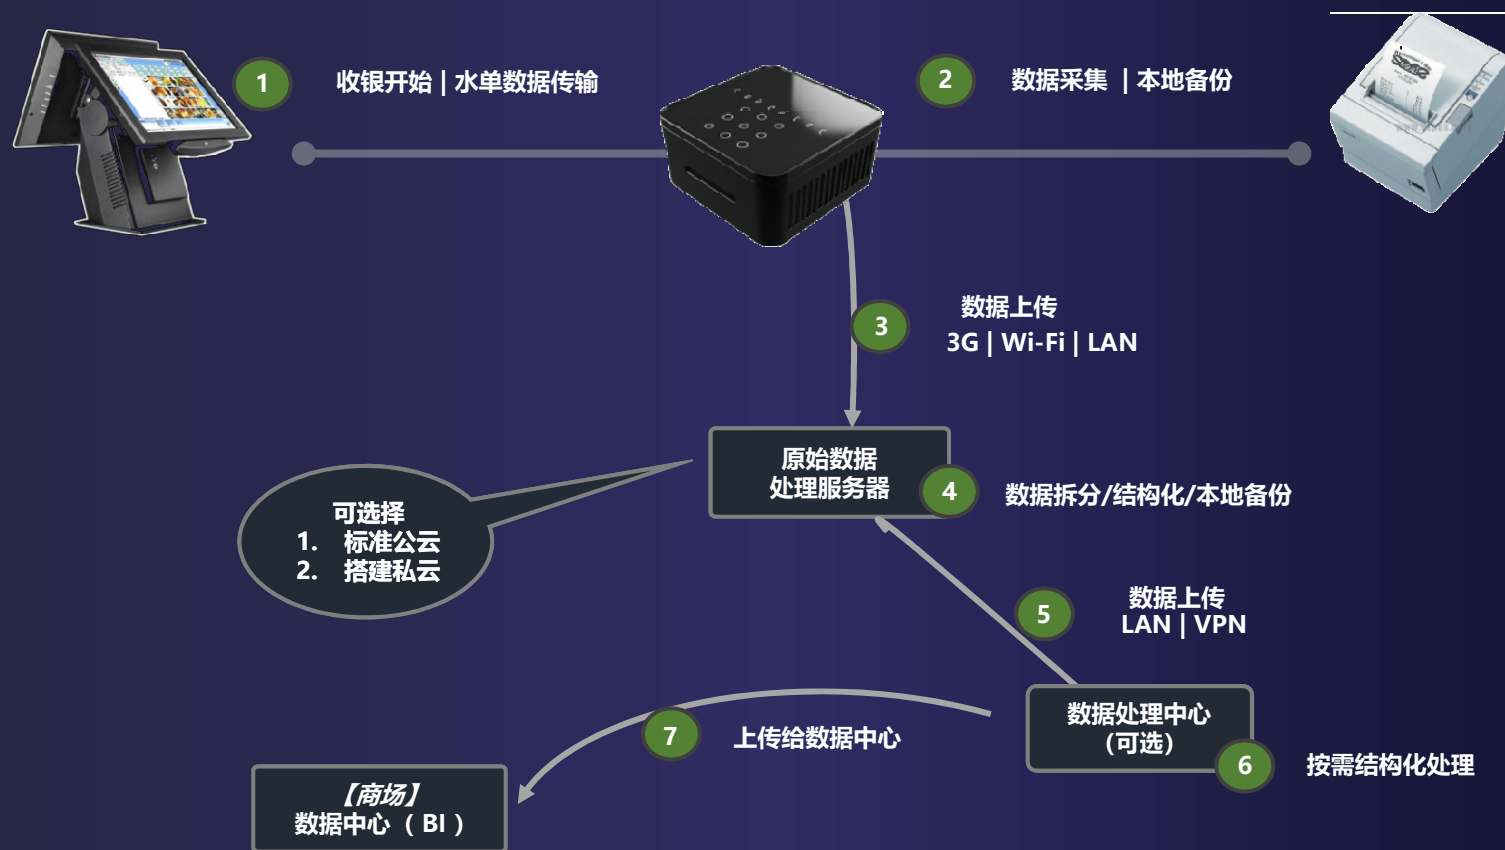 1
收银开始 | 水单数据传输
2
数据采集 | 本地备份
3
数据上传
3G | Wi-Fi | LAN
原始数据
处理服务器
4
数据拆分/结构化/本地备份
可选择
1. 标准公云
2. 搭建私云
5
数据上传
LAN | VPN
数据处理中心
（可选）
6
按需结构化处理
7
上传给数据中心
【商场】
数据中心（ BI ）